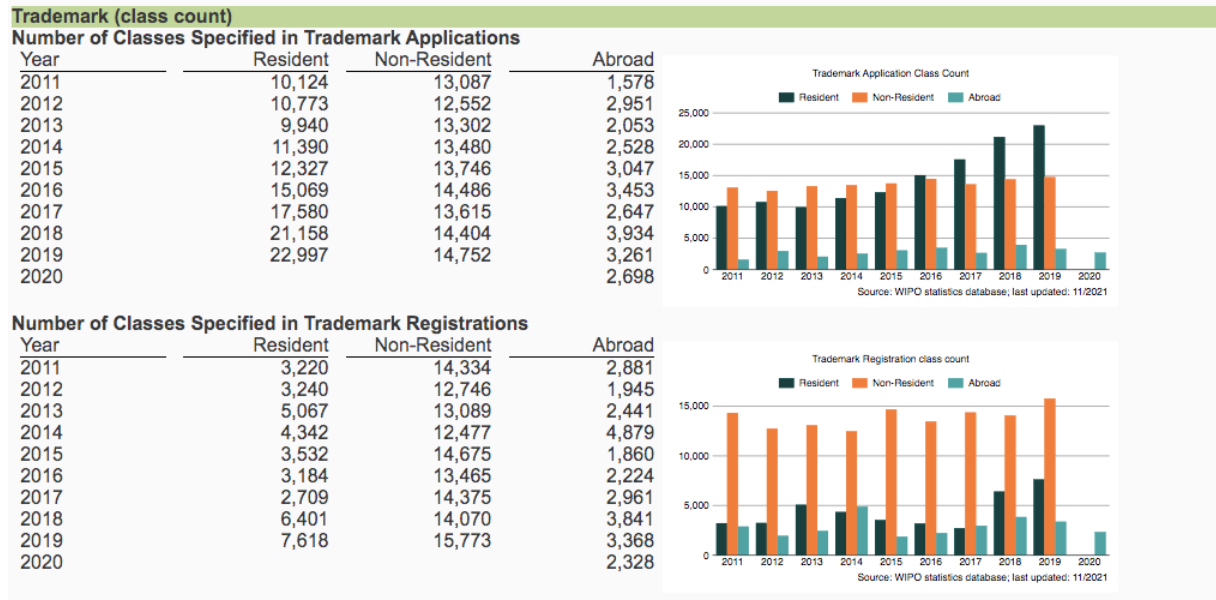 Trademark (class count)
Number of Classes Specified in Trademark Applications
Year Resident Non-Resident Abroad
2011 10,124 13,087 1,578
2012 10,773 12,552 2,951
2013 9,940 13,302 2,053
2014 11,390 13,480 2,528
2015 12,327 13,746 3,047
2016 15,069 14,486 3,453
2017 17,580 13,615 2,647
2018 21,158 14,404 3,934
2019 22,997 14,752 3,261
2020 2,698
Trademark Application Class Count
Resident Non-Resident Abroad
25,000
20,000
15,000
10,000
5,000
0
2011 2012 2013 2014 2015 2016 2017 2018 2019 2020
Source: WIPO statistics database; last updated: 11/2021
Number of Classes Specified in Trademark Registrations
Year Resident Non-Resident Abroad
2011 3,220 14,334 2,881
2012 3,240 12,746 1,945
2013 5,067 13,089 2,441
2014 4,342 12,477 4,879
2015 3,532 14,675 1,860
2016 3,184 13,465 2,224
2017 2,709 14,375 2,961
2018 6,401 14,070 3,841
2019 7,618 15,773 3,368
2020 2,328
Trademark Registration class count
Resident Non-Resident Abroad
15,000
10,000
5,000
0
2011 2012 2013 2014 2015 2016 2017 2018 2019 2020
Source: WIPO statistics database; last updated: 11/2021